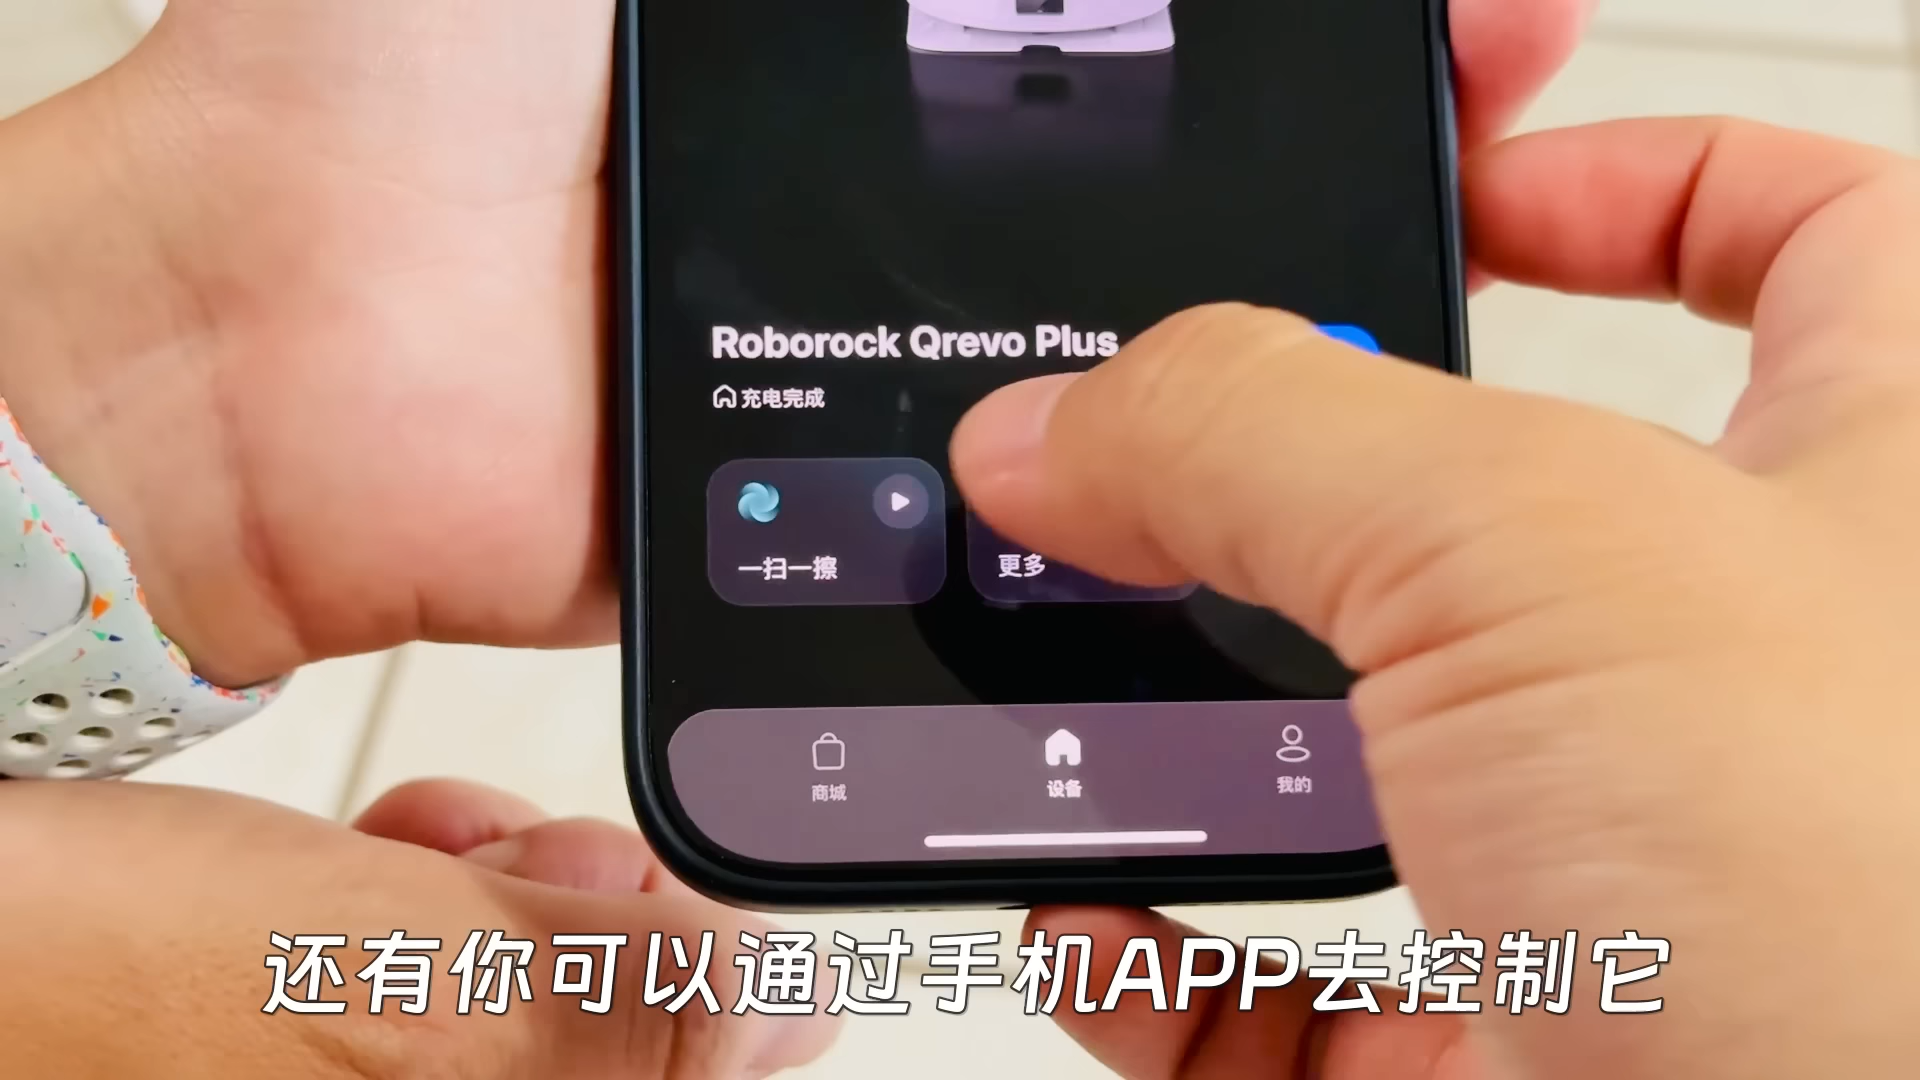 Roborock Qrevo Plus
充电完成
一扫一擦
更多
商城
设备
我的
还有你可以通过手机APP去控制它